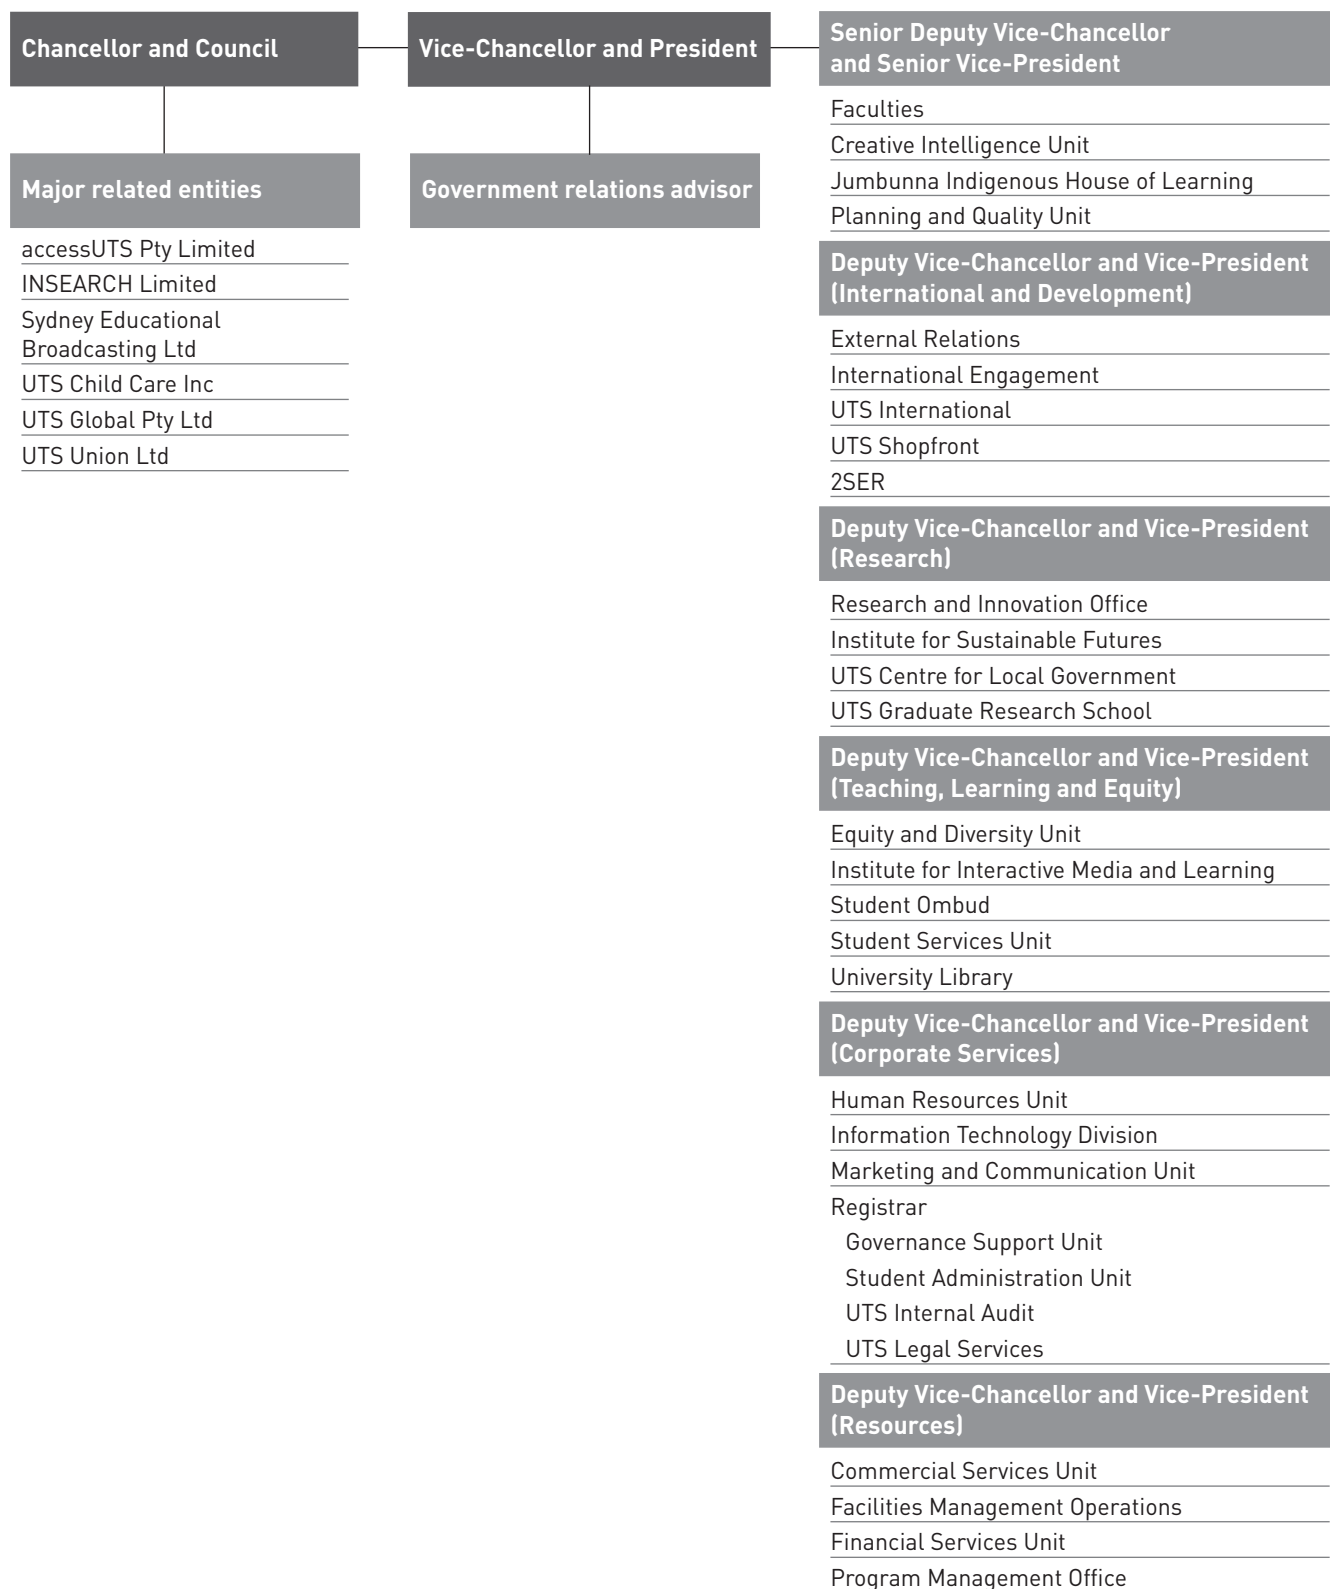 Chancellor and Council
Major related entities
accessUTS Pty Limited
INSEARCH Limited
Sydney Educational
Broadcasting Ltd
UTS Child Care Inc
UTS Global Pty Ltd
UTS Union Ltd
Vice-Chancellor and President
Government relations advisor
Senior Deputy Vice-Chancellor
and Senior Vice-President
Faculties
Creative Intelligence Unit
Jumbunna Indigenous House of Learning
Planning and Quality Unit
Deputy Vice-Chancellor and Vice-President
(International and Development)
External Relations
International Engagement
UTS International
UTS Shopfront
2SER
Deputy Vice-Chancellor and Vice-President
(Research)
Research and Innovation Office
Institute for Sustainable Futures
UTS Centre for Local Government
UTS Graduate Research School
Deputy Vice-Chancellor and Vice-President
(Teaching, Learning and Equity)
Equity and Diversity Unit
Institute for Interactive Media and Learning
Student Ombud
Student Services Unit
University Library
Deputy Vice-Chancellor and Vice-President
(Corporate Services)
Human Resources Unit
Information Technology Division
Marketing and Communication Unit
Registrar
Governance Support Unit
Student Administration Unit
UTS Internal Audit
UTS Legal Services
Deputy Vice-Chancellor and Vice-President
(Resources)
Commercial Services Unit
Facilities Management Operations
Financial Services Unit
Program Management Office